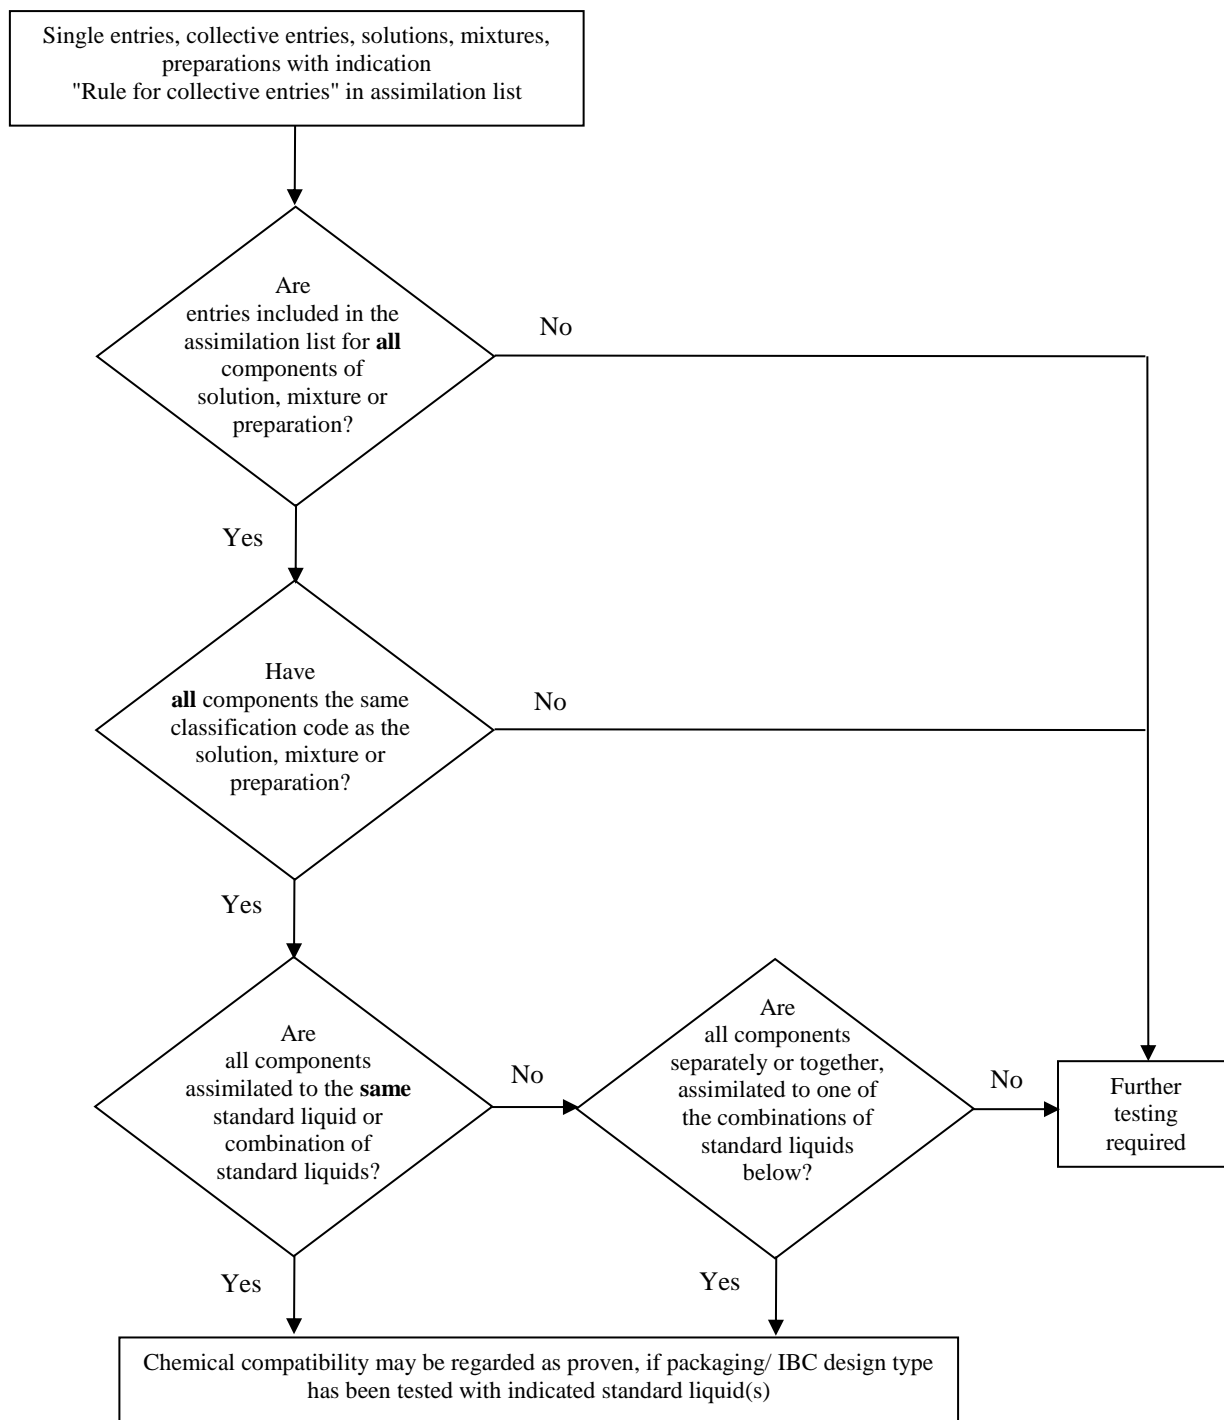 Single entries, collective entries, solutions, mixtures,
preparations with indication
"Rule for collective entries" in assimilation list
Are
entries included in the
assimilation list for all
components of
solution, mixture or
preparation?
No
Yes
Have
all components the same
classification code as the
solution, mixture or
preparation?
No
Yes
Are
all components
assimilated to the same
standard liquid or
combination of
standard liquids?
No
Are
all components
separately or together,
assimilated to one of
the combinations of
standard liquids
below?
No
Further
testing
required
Yes
Yes
Chemical compatibility may be regarded as proven, if packaging/ IBC design type
has been tested with indicated standard liquid(s)